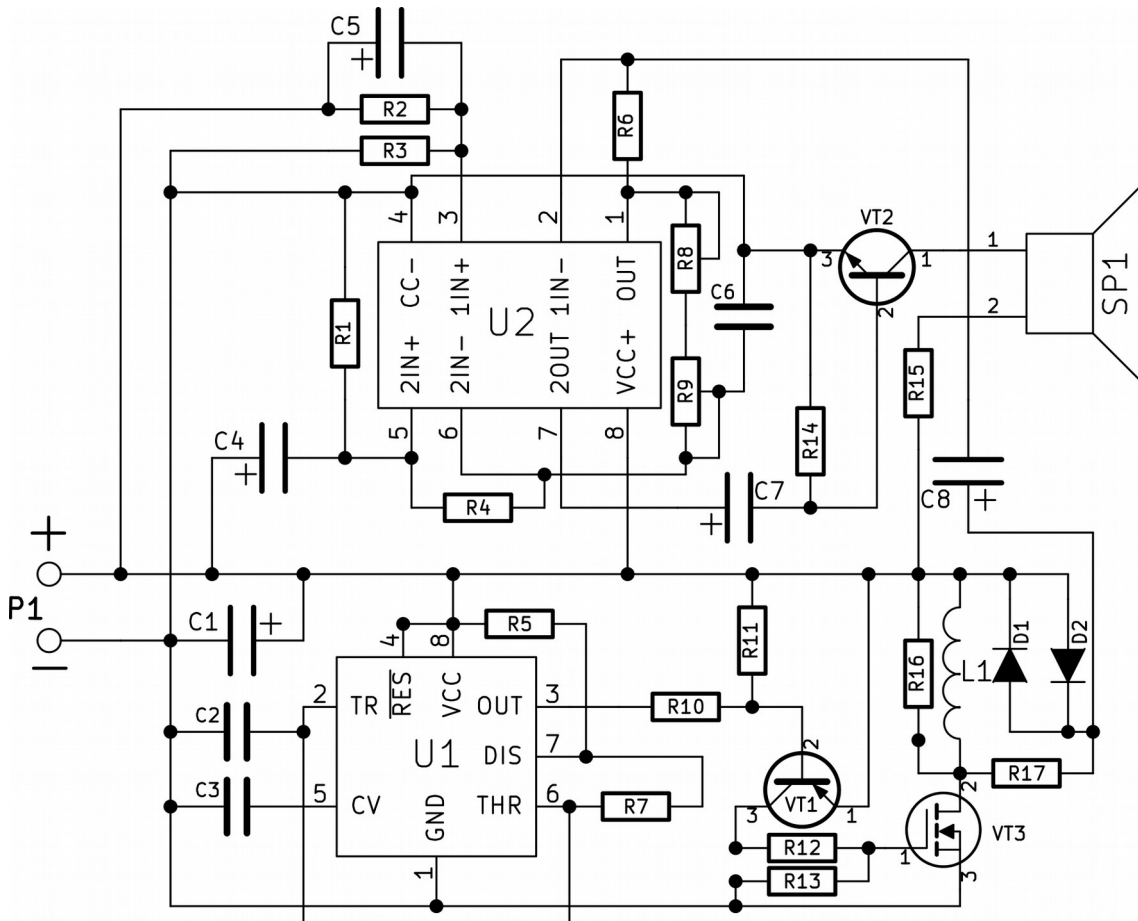 C5
+
R2
R3
R6
4
3
2
1
R8
VT2
3
1
2
1
2
SP1
CC-
1IN+
1IN-
OUT
U2
C6
R1
2IN+
2IN-
2OUT
VCC+
R9
R15
5
6
7
8
R14
C4
+
R4
C7
+
C8
+
+
P1
−
C1
+
R5
R11
R16
L1
D1
D2
4
8
2
TR
RES
VCC
OUT
3
R10
C2
U1
DIS
7
2
R17
C3
5
CV
GND
THR
6
R7
VT1
3
1
2
VT3
1
R12
1
3
R13